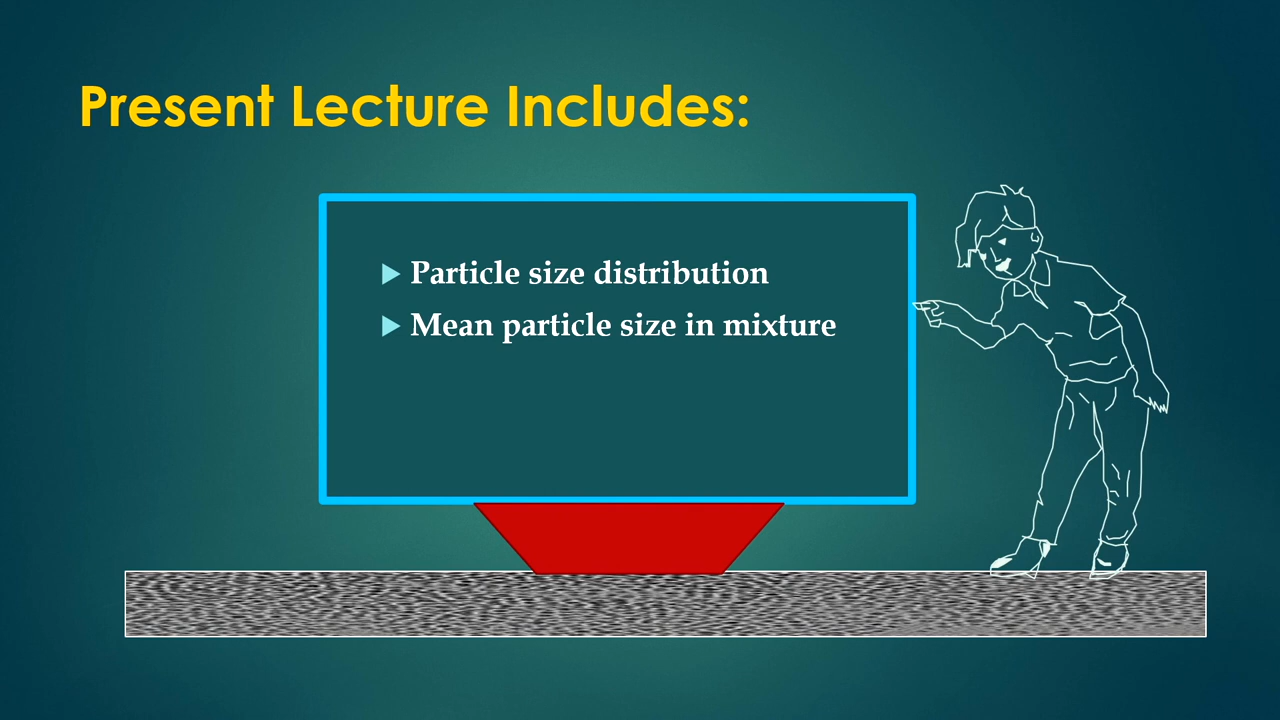 Present Lecture Includes:
Particle size distribution
Mean particle size in mixture